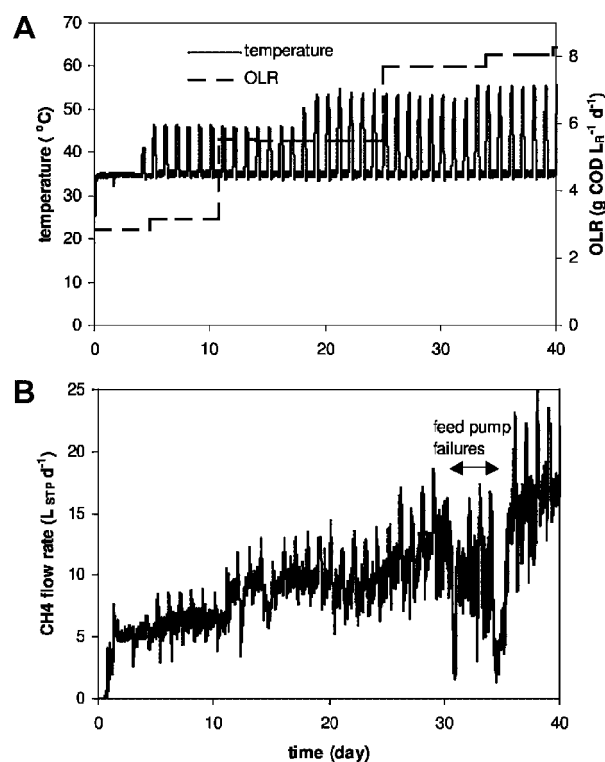 A
temperature
OLR
temperature ( °C)
70
60
50
40
30
20
10
0
8
6
4
2
0
OLR (g COD LR-1 d-1)
0
10
20
30
40
B
feed pump
failures
CH4 flow rate (L STP d-1)
25
20
15
10
5
0
0
10
20
30
40
time (day)